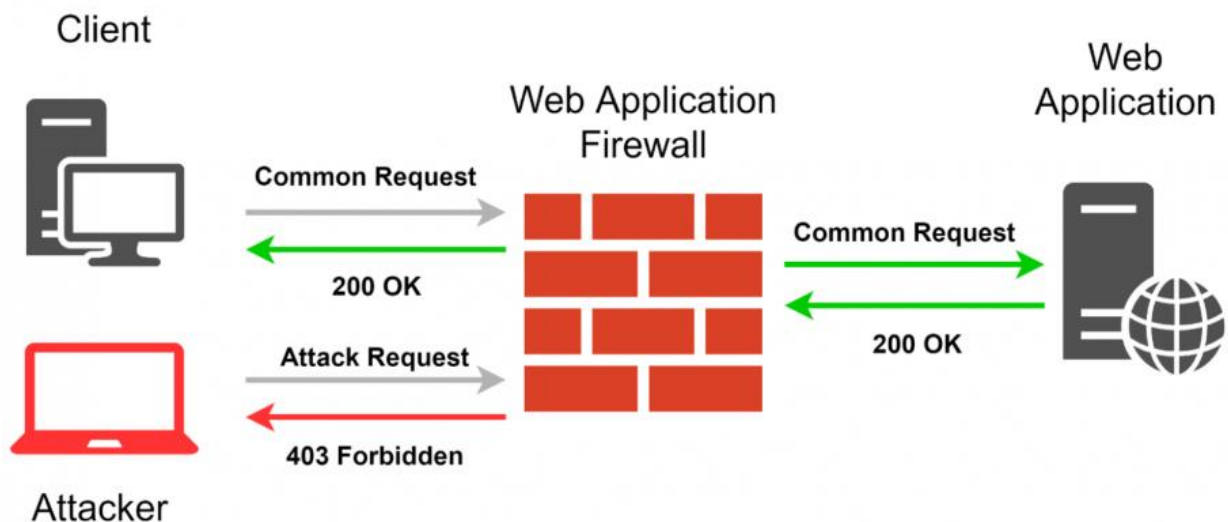 Client
Common Request
200 OK
Attack Request
403 Forbidden
Attacker
Web Application
Firewall
Common Request
200 OK
Web
Application